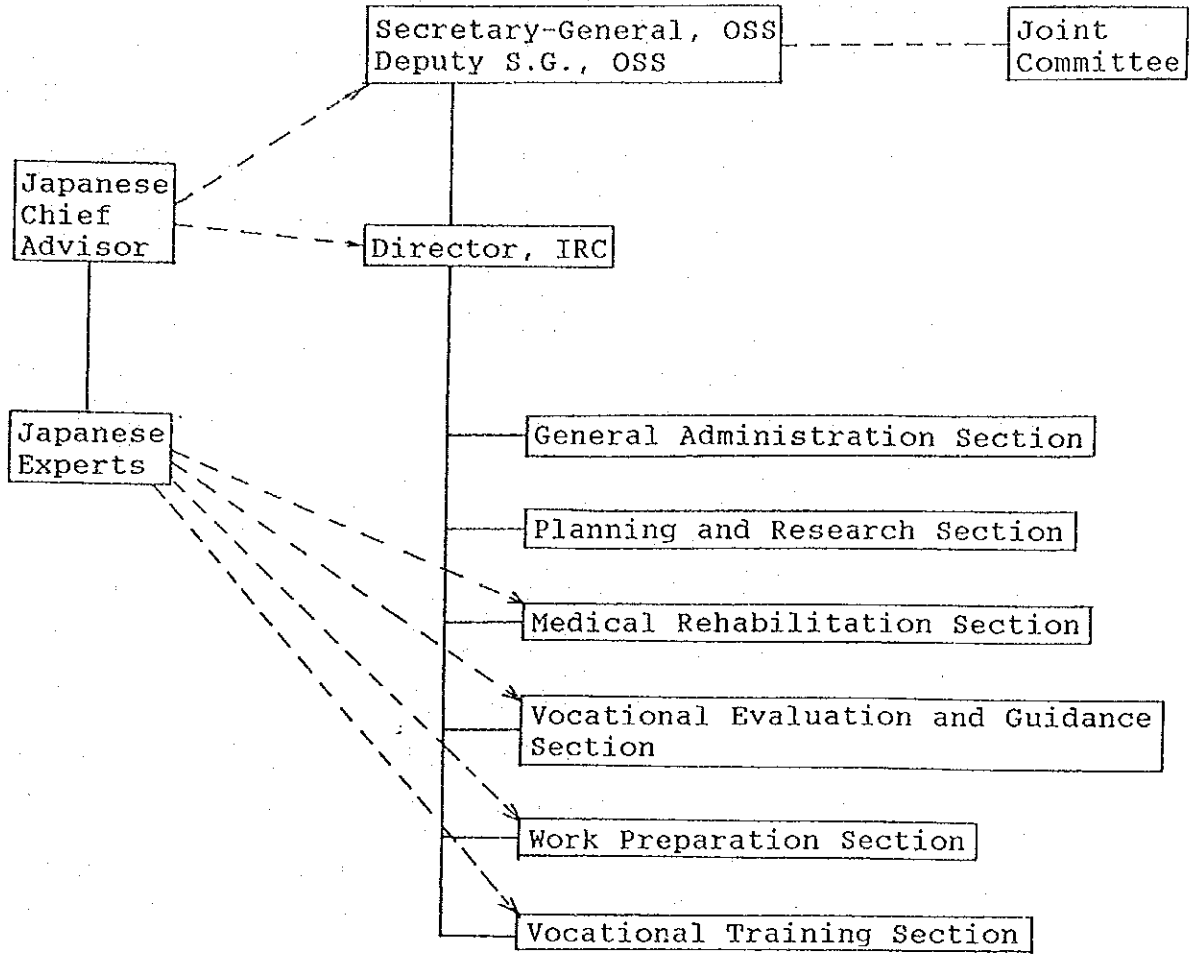 Secretary-General, OSS
Deputy S.G., OSS
Joint
Committee
Japanese
Chief
Advisor
Director, IRC
Japanese
Experts
General Administration Section
Planning and Research Section
Medical Rehabilitation Section
Vocational Evaluation and Guidance
Section
Work Preparation Section
Vocational Training Section